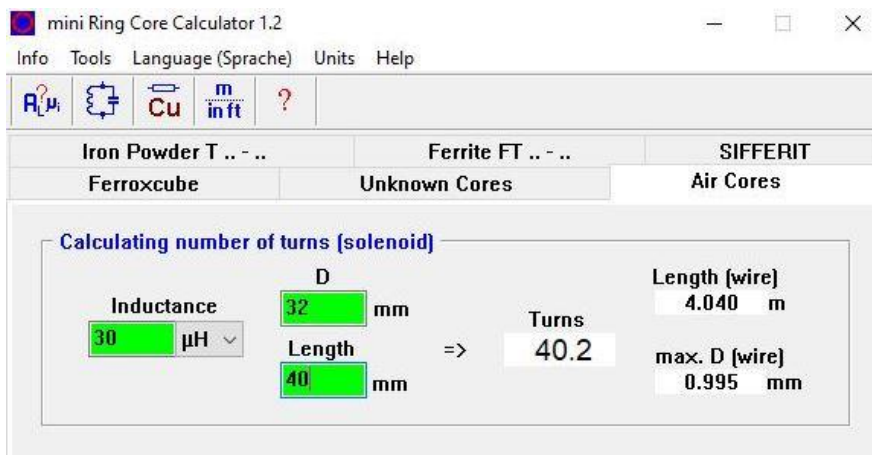 mini Ring Core Calculator 1.2
Info Tools Language (Sprache) Units Help
A_L?µi Cu m/in ft ?
Iron Powder T .. - .. Ferrite FT .. - .. SIFFERIT
Ferroxcube Unknown Cores Air Cores
Calculating number of turns (solenoid)
D Length (wire)
Inductance 32 mm 4.040 m
30 µH Turns
Length => 40.2 max. D (wire)
40 mm 0.995 mm